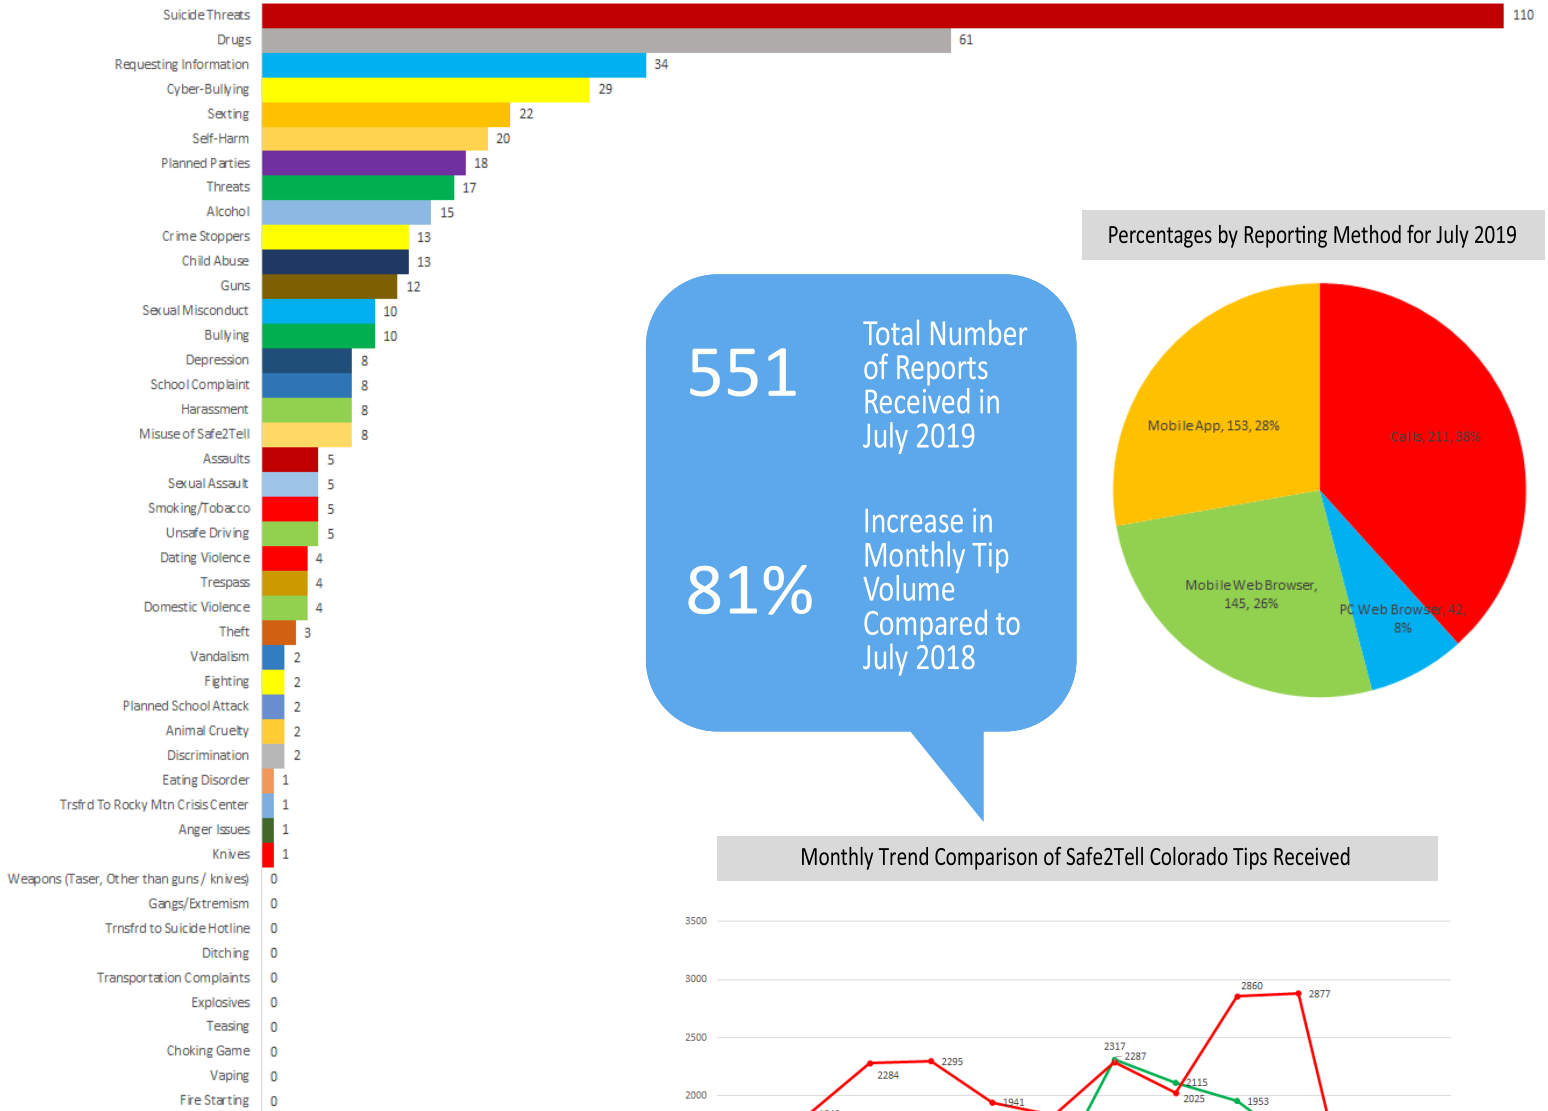 Suicide Threats 110
Drugs 61
Requesting Information 34
Cyber-Bullying 29
Sexting 22
Self-Harm 20
Planned Parties 18
Threats 17
Alcohol 15
Crime Stoppers 13
Child Abuse 13
Guns 12
Sexual Misconduct 10
Bullying 10
Depression 8
School Complaint 8
Harassment 8
Misuse of Safe2Tell 8
Assaults 5
Sexual Assault 5
Smoking/Tobacco 5
Unsafe Driving 5
Dating Violence 4
Trespass 4
Domestic Violence 4
Theft 3
Vandalism 2
Fighting 2
Planned School Attack 2
Animal Cruelty 2
Discrimination 2
Eating Disorder 1
Trsfrd To Rocky Mtn Crisis Center 1
Anger Issues 1
Knives 1
Weapons (Taser, Other than guns / knives) 0
Gangs/Extremism 0
Trnsfrd to Suicide Hotline 0
Ditching 0
Transportation Complaints 0
Explosives 0
Teasing 0
Choking Game 0
Vaping 0
Fire Starting 0
551
Total Number
of Reports
Received in
July 2019
81%
Increase in
Monthly Tip
Volume
Compared to
July 2018
Percentages by Reporting Method for July 2019
Mobile App, 153, 28%
Calls, 211, 38%
Mobile Web Browser,
145, 26%
PC Web Browser, 42,
8%
Monthly Trend Comparison of Safe2Tell Colorado Tips Received
3500
3000
2500
2000
2284
2295
1941
2317
2287
2115
2025
2860
1953
2877